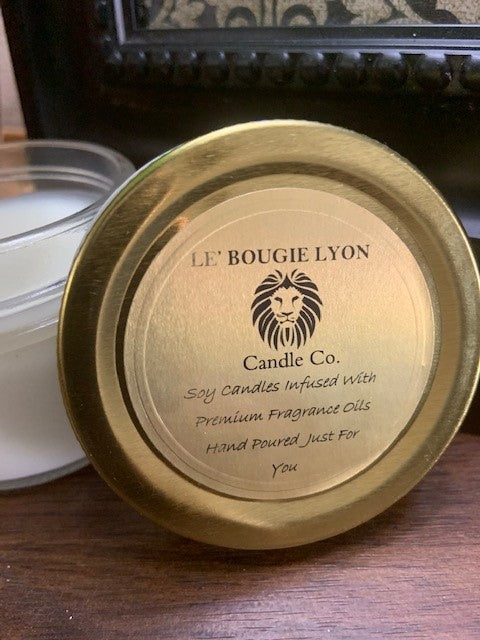 LE' BOUGIE LYON
Candle Co.
Soy Candles Infused With
Premium Fragrance Oils
Hand Poured Just For
You